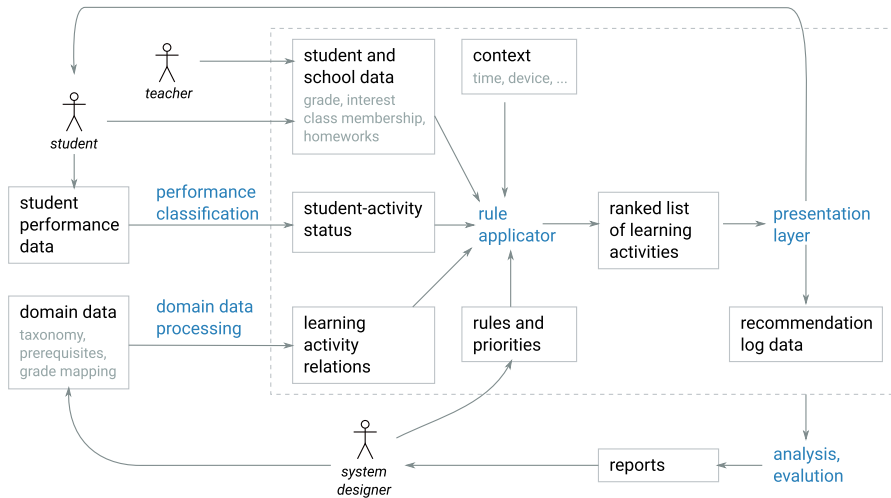 teacher
student
student and
school data
grade, interest
class membership,
homeworks
context
time, device, ...
student
performance
data
performance
classification
student-activity
status
rule
applicator
ranked list
of learning
activities
presentation
layer
domain data
taxonomy,
prerequisites,
grade mapping
domain data
processing
learning
activity
relations
rules and
priorities
recommendation
log data
system
designer
reports
analysis,
evalution